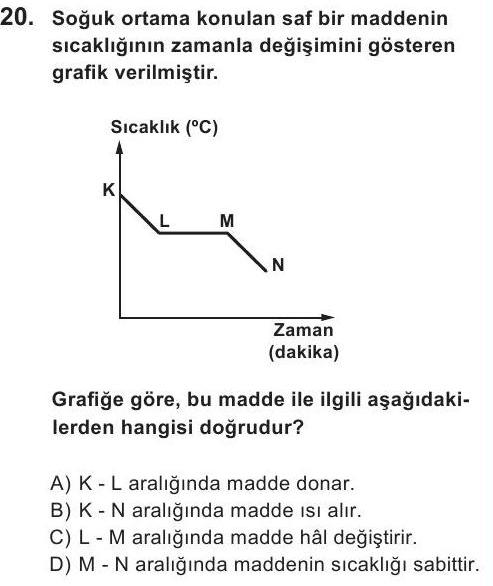 20. Soğuk ortama konulan saf bir maddenin
sıcaklığının zamanla değişimini gösteren
grafik verilmiştir.
Sıcaklık (ºC)
K
L
M
N
Zaman
(dakika)
Grafiğe göre, bu madde ile ilgili aşağıdaki-
lerden hangisi doğrudur?
A) K - L aralığında madde donar.
B) K - N aralığında madde ısı alır.
C) L - M aralığında madde hâl değiştirir.
D) M - N aralığında maddenin sıcaklığı sabittir.